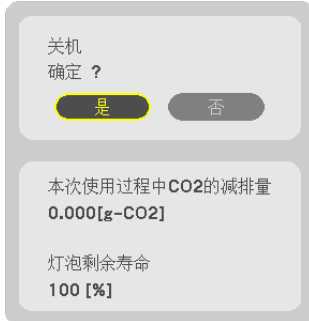 关机
确定 ?
是 否
本次使用过程中CO2的减排量
0.000[g-CO2]
灯泡剩余寿命
100 [%]